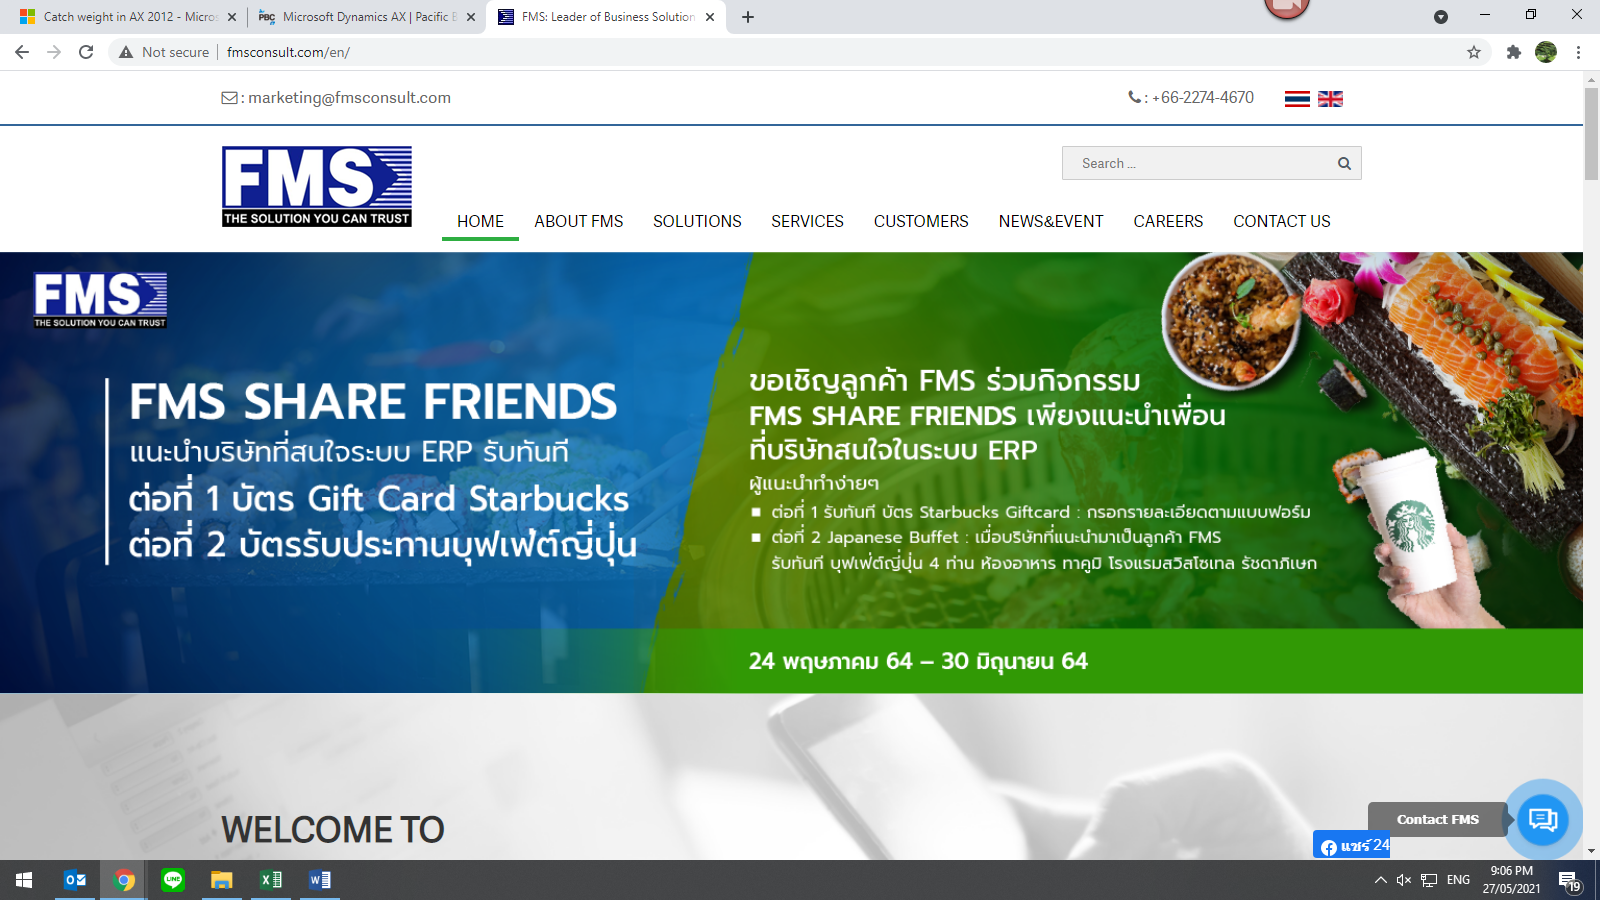 Catch weight in AX 2012 - Micros
Microsoft Dynamics AX | Pacific B
FMS: Leader of Business Solution
Not secure
fmsconsult.com/en/
: marketing@fmsconsult.com
: +66-2274-4670
FMS
THE SOLUTION YOU CAN TRUST
Search ...
HOME
ABOUT FMS
SOLUTIONS
SERVICES
CUSTOMERS
NEWS&EVENT
CAREERS
CONTACT US
FMS
THE SOLUTION YOU CAN TRUST
FMS SHARE FRIENDS
แนะนำบริษัทที่สนใจระบบ ERP รับทันที
ต่อที่ 1 บัตร Gift Card Starbucks
ต่อที่ 2 บัตรรับประทานบุฟเฟ่ต์ญี่ปุ่น
ขอเชิญลูกค้า FMS ร่วมกิจกรรม
FMS SHARE FRIENDS เพียงแนะนำเพื่อน
ที่บริษัทสนใจในระบบ ERP
ผู้แนะนำทำง่ายๆ
ต่อที่ 1 รับทันที บัตร Starbucks Giftcard : กรอกรายละเอียดตามแบบฟอร์ม
ต่อที่ 2 Japanese Buffet : เมื่อบริษัทที่แนะนำมาเป็นลูกค้า FMS
รับทันที บุฟเฟ่ต์ญี่ปุ่น 4 ท่าน ห้องอาหาร ทาคูมิ โรงแรมสวิสโซเทล รัชดาภิเษก
24 พฤษภาคม 64 – 30 มิถุนายน 64
WELCOME TO
Contact FMS
แชร์ 24
ENG
9:06 PM
27/05/2021
19